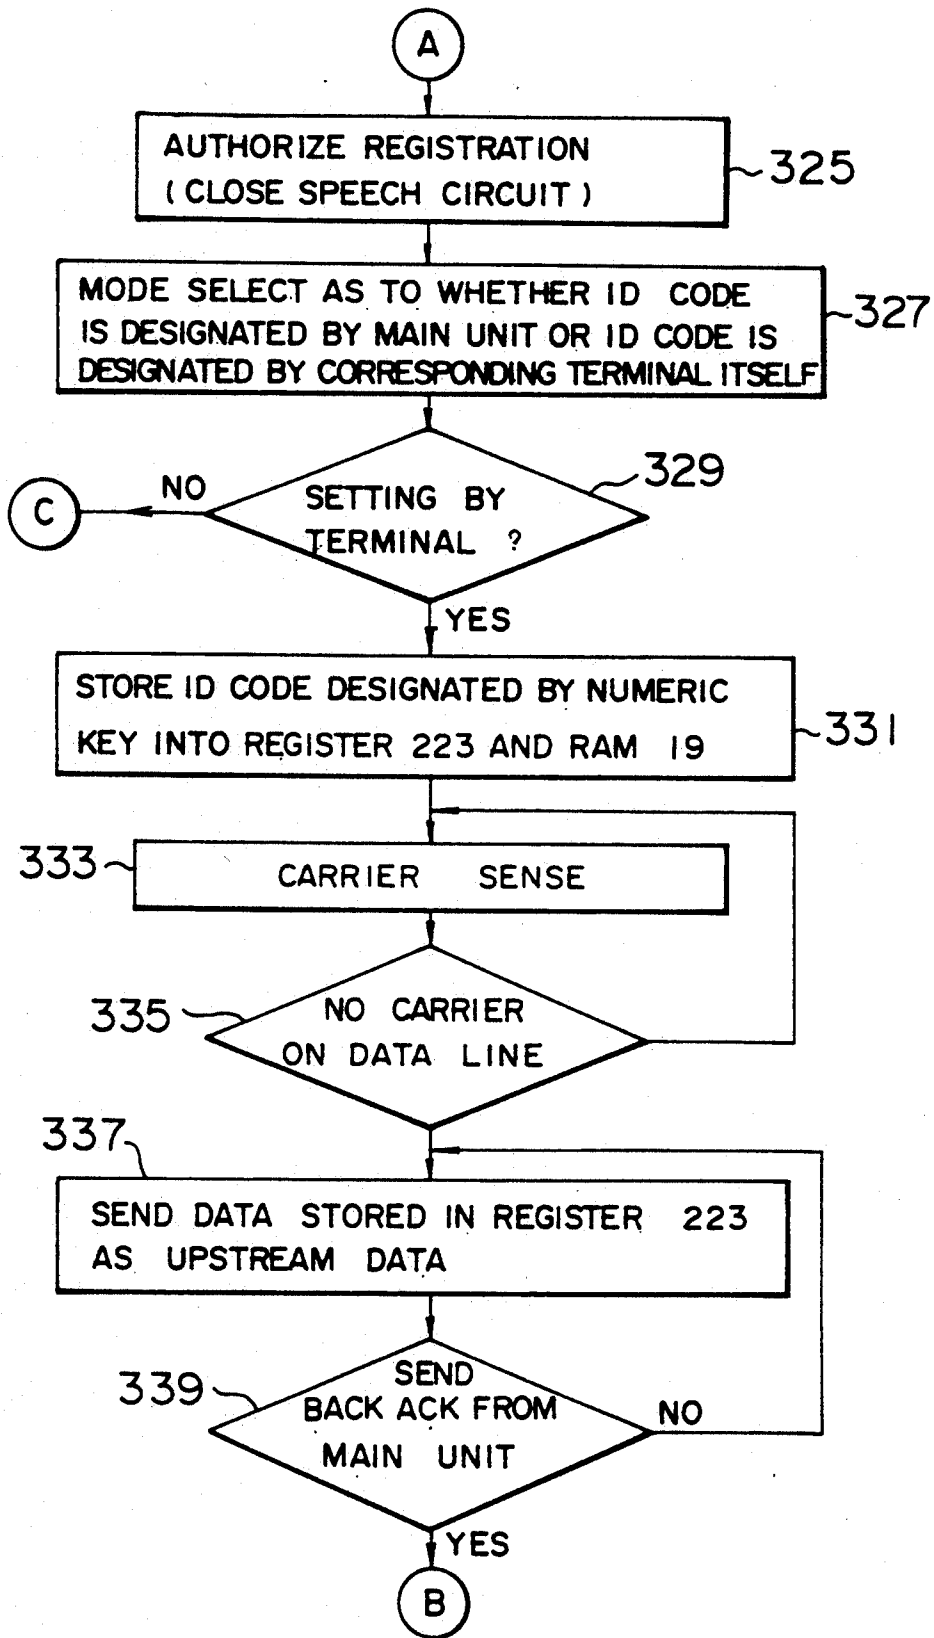 A
AUTHORIZE REGISTRATION
(CLOSE SPEECH CIRCUIT)
325
MODE SELECT AS TO WHETHER ID CODE
IS DESIGNATED BY MAIN UNIT OR ID CODE IS
DESIGNATED BY CORRESPONDING TERMINAL ITSELF
327
329
SETTING BY
TERMINAL ?
NO
C
YES
STORE ID CODE DESIGNATED BY NUMERIC
KEY INTO REGISTER 223 AND RAM 19
331
333
CARRIER SENSE
335
NO CARRIER
ON DATA LINE
337
SEND DATA STORED IN REGISTER 223
AS UPSTREAM DATA
339
SEND
BACK ACK FROM
MAIN UNIT
NO
YES
B